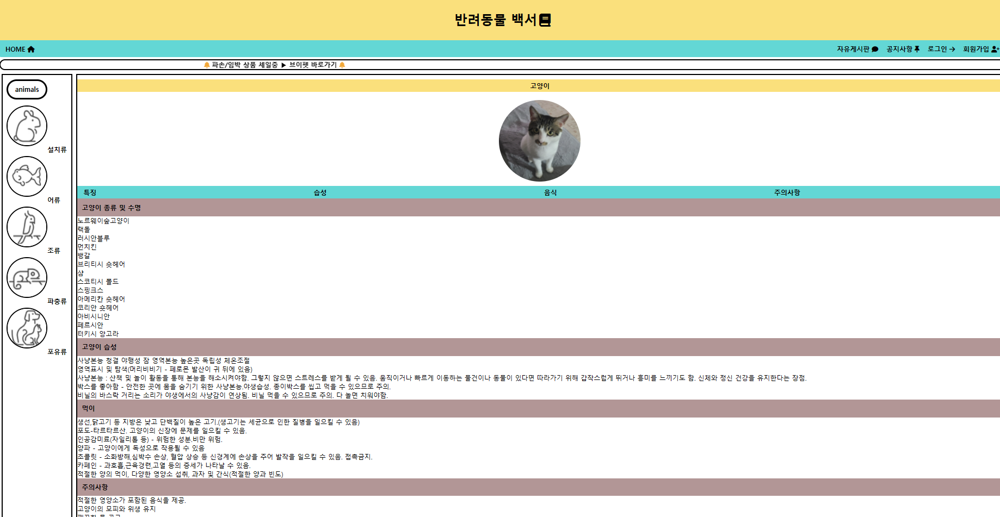 반려동물 백서
HOME 자유게시판 공지사항 로그인 회원가입
파손/임박 상품 세일중 ▶ 브이펫 바로가기
animals
설치류
어류
조류
파충류
포유류
고양이
특징 습성 음식 주의사항
고양이 종류 및 수명
노르웨이숲고양이
랙돌
러시안블루
먼치킨
뱅갈
브리티시 숏헤어
샴
스코티시 폴드
스핑크스
아메리칸 숏헤어
코리안 숏헤어
아비시니안
페르시안
터키시 앙고라
고양이 습성
사냥본능 청결 야행성 잠 영역본능 높은곳 독립성 체온조절
영역표시 및 탐색(머리비비기 - 페로몬 발산이 귀 뒤에 있음)
사냥본능 : 산책 및 놀이 활동을 통해 본능을 해소시켜야함. 그렇지 않으면 스트레스를 받게 될 수 있음. 움직이거나 빠르게 이동하는 물건이나 동물이 있다면 따라가기 위해 갑작스럽게 뛰거나 흥미를 느끼기도 함. 신체와 정신 건강을 유지한다는 장점.
박스를 좋아함 - 안전한 곳에 몸을 숨기기 위한 사냥본능.야생습성. 종이박스를 씹고 먹을 수 있으므로 주의.
비닐의 바스락 거리는 소리가 야생에서의 사냥감이 연상됨. 비닐 먹을 수 있으므로 주의. 다 놀면 치워야함.
먹이
생선,닭고기 등 지방은 낮고 단백질이 높은 고기.(생고기는 세균으로 인한 질병을 일으킬 수 있음)
포도-타르타르산. 고양이의 신장에 문제를 일으킬 수 있음.
인공감미료(자일리톨 등) - 위험한 성분.비만 위험.
양파 - 고양이에게 독성으로 작용될 수 있음
초콜릿 - 소화방해,심박수 손상, 혈압 상승 등 신경계에 손상을 주어 발작을 일으킬 수 있음. 접촉금지.
카페인 - 과호흡,근육경련,고열 등의 증세가 나타날 수 있음.
적절한 양의 먹이, 다양한 영양소 섭취, 과자 및 간식(적절한 양과 빈도)
주의사항
적절한 영양소가 포함된 음식을 제공.
고양이의 모피와 위생 유지